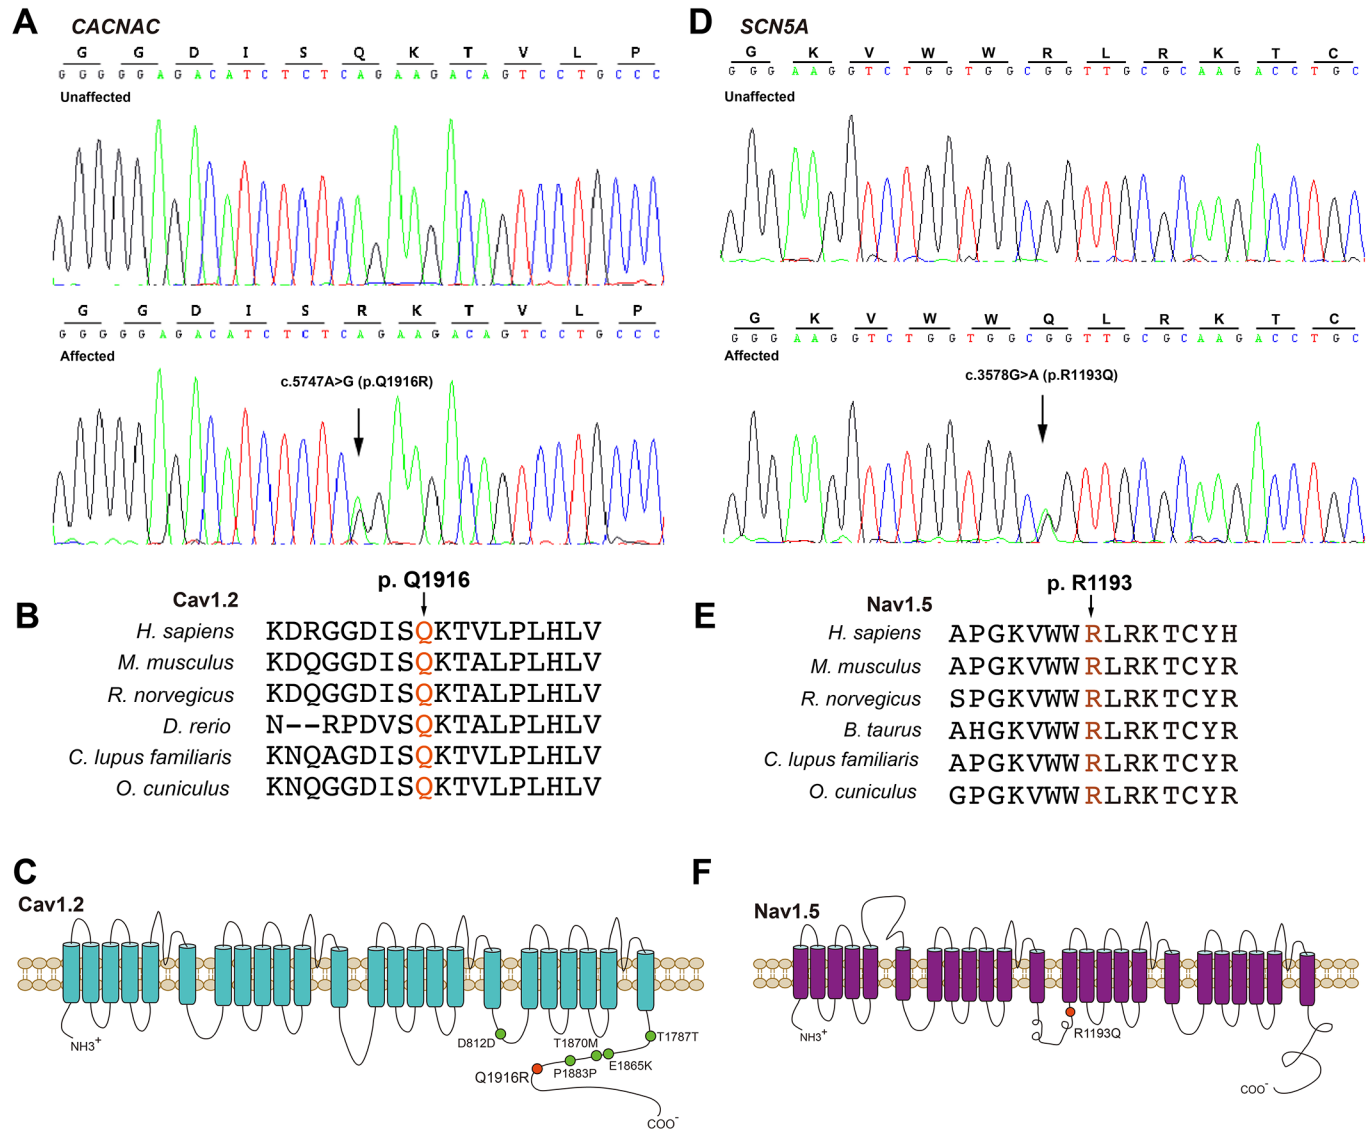 A
CACNAC
G G D I S Q K T V L P
G G G G G A G A C A T C T C T C A G A A G A C A G T C C T G C C C
Unaffected
G G D I S R K T V L P
G G G G G A G A C A T C T C T C A G A A G A C A G T C C T G C C C
Affected
c.5747A>G (p.Q1916R)
B
Cav1.2
p. Q1916
H. sapiens KDRGGDISQKTVLPLHLV
M. musculus KDQGGDISQKTALPLHLV
R. norvegicus KDQGGDISQKTALPLHLV
D. rerio N--RPDVSQKTALPLHLV
C. lupus familiaris KNQAGDISQKTVLPLHLV
O. cuniculus KNQGGDISQKTVLPLHLV
C
Cav1.2
NH3+
D812D
T1870M
T1787T
P1883P
E1865K
Q1916R
COO-
D
SCN5A
G K V W W R L R K T C
G G G A A G G T C T G G T G G C G G T T G C G C A A G A C C T G C
Unaffected
G K V W W Q L R K T C
G G G A A G G T C T G G T G G C G G T T G C G C A A G A C C T G C
Affected
c.3578G>A (p.R1193Q)
E
Nav1.5
p. R1193
H. sapiens APGKVWWRLRKTCYH
M. musculus APGKVWWRLRKTCYR
R. norvegicus SPGKVWWRLRKTCYR
B. taurus AHGKVWWRLRKTCYR
C. lupus familiaris APGKVWWRLRKTCYR
O. cuniculus GPGKVWWRLRKTCYR
F
Nav1.5
NH3+
R1193Q
COO-